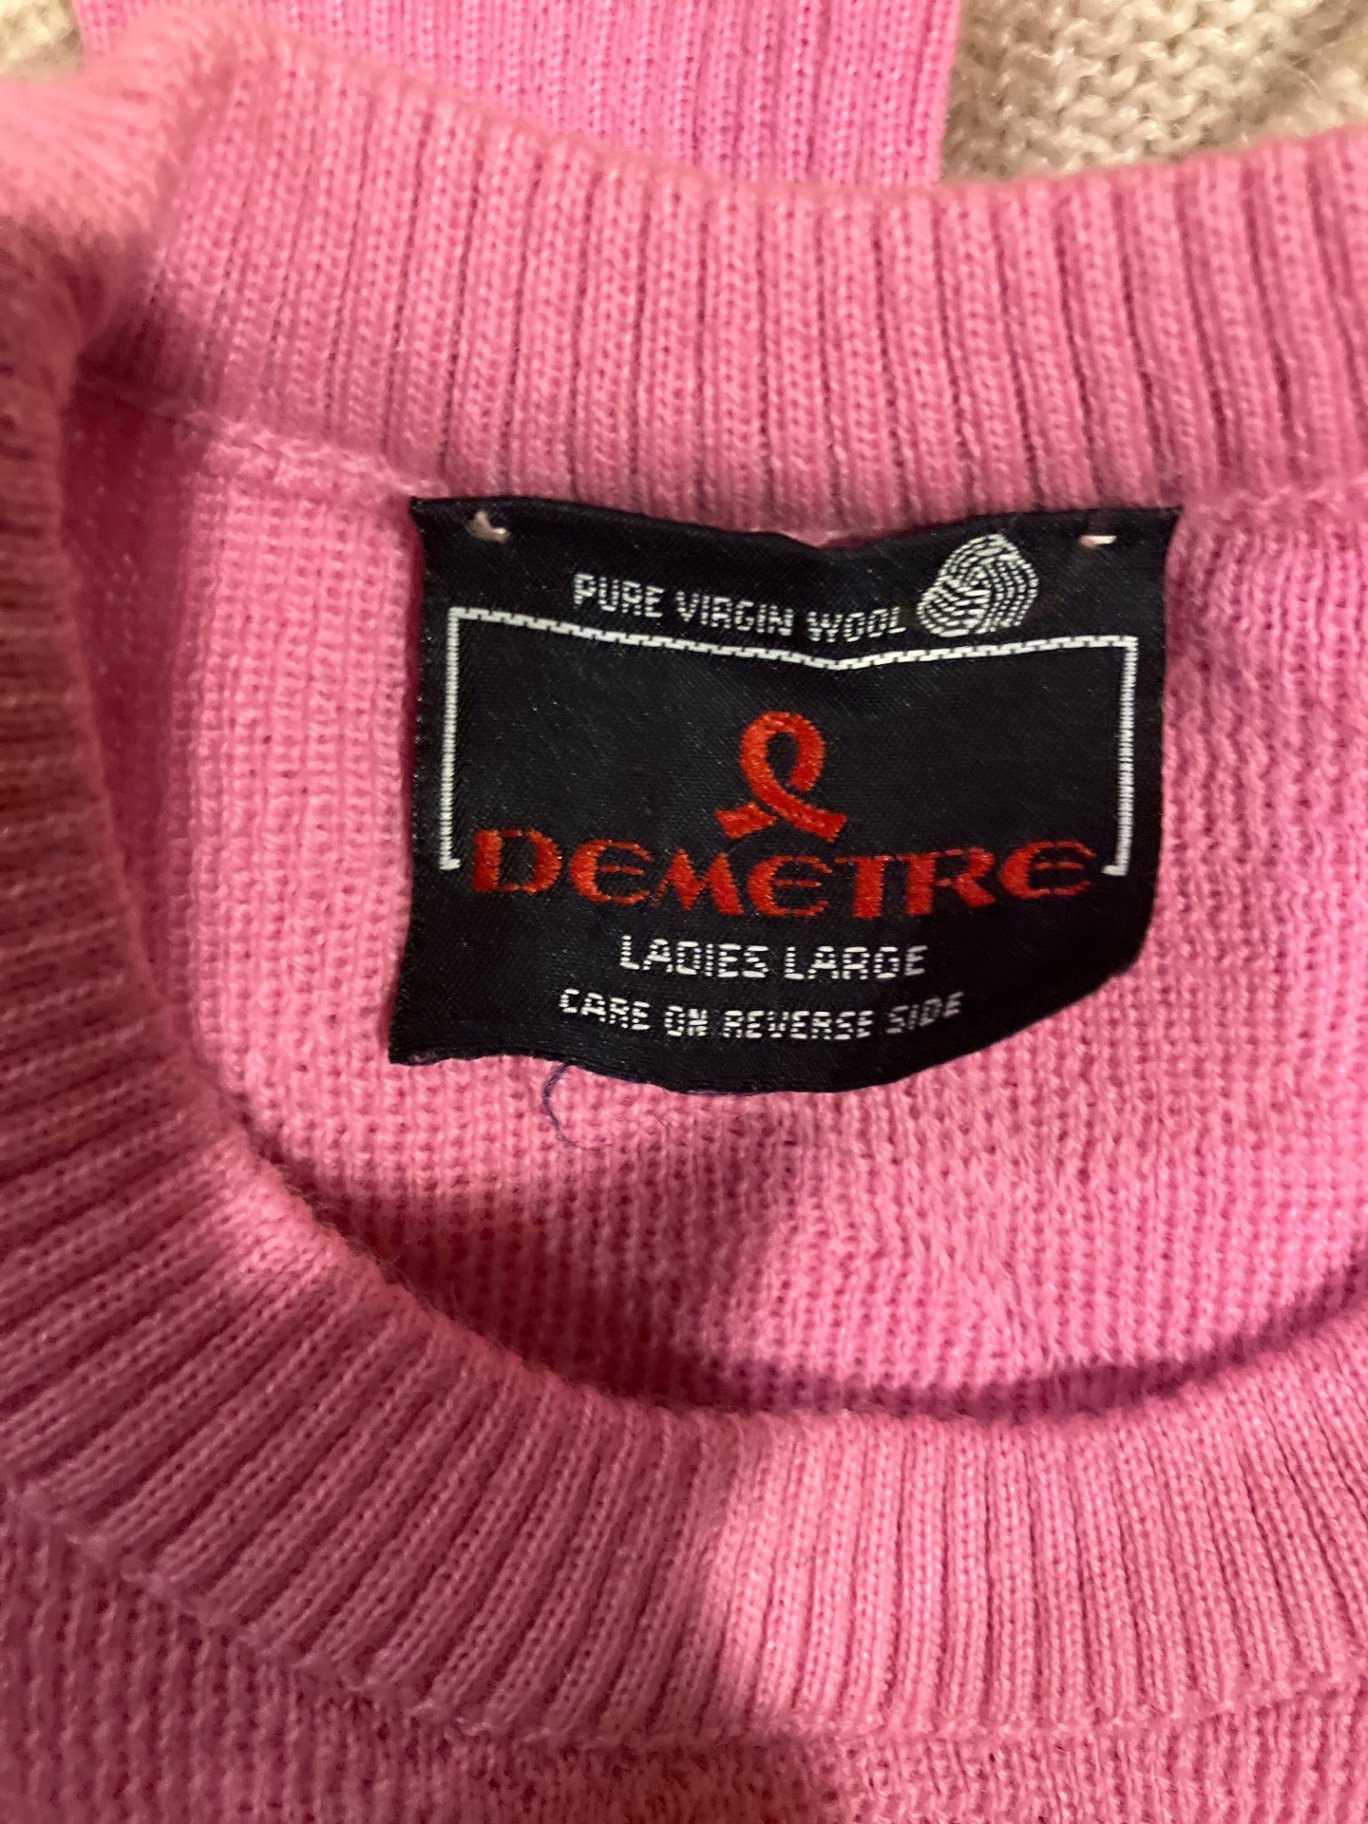 PURE VIRGIN WOOL
DEMETRE
LADIES LARGE
CARE ON REVERSE SIDE